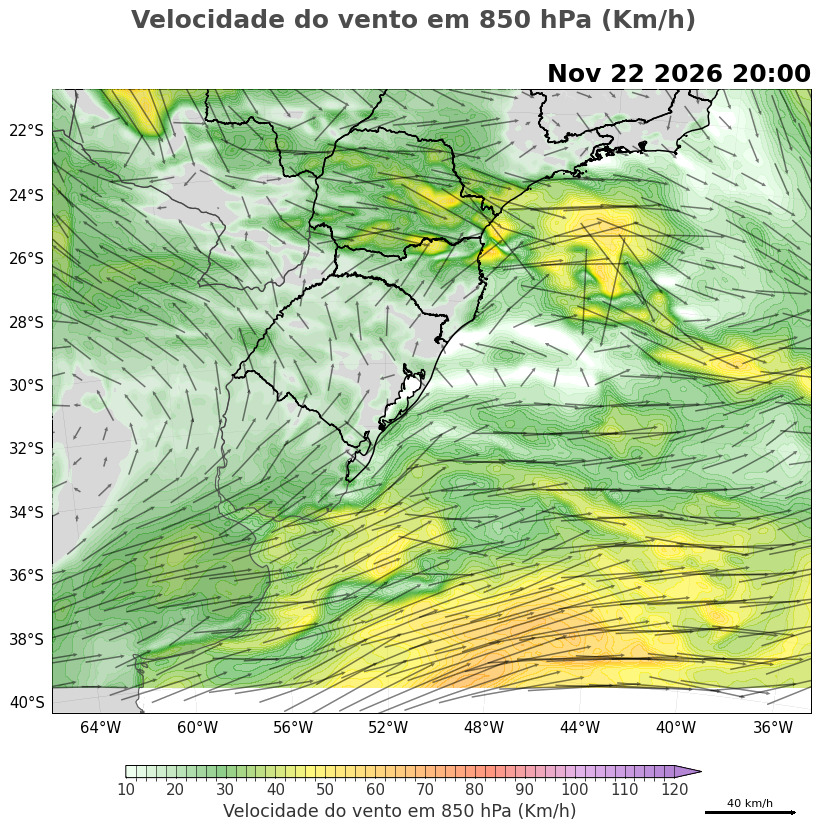 Velocidade do vento em 850 hPa (Km/h)
Nov 22 2026 20:00
22°S
24°S
26°S
28°S
30°S
32°S
34°S
36°S
38°S
40°S
64°W 60°W 56°W 52°W 48°W 44°W 40°W 36°W
10 20 30 40 50 60 70 80 90 100 110 120
Velocidade do vento em 850 hPa (Km/h)
40 km/h